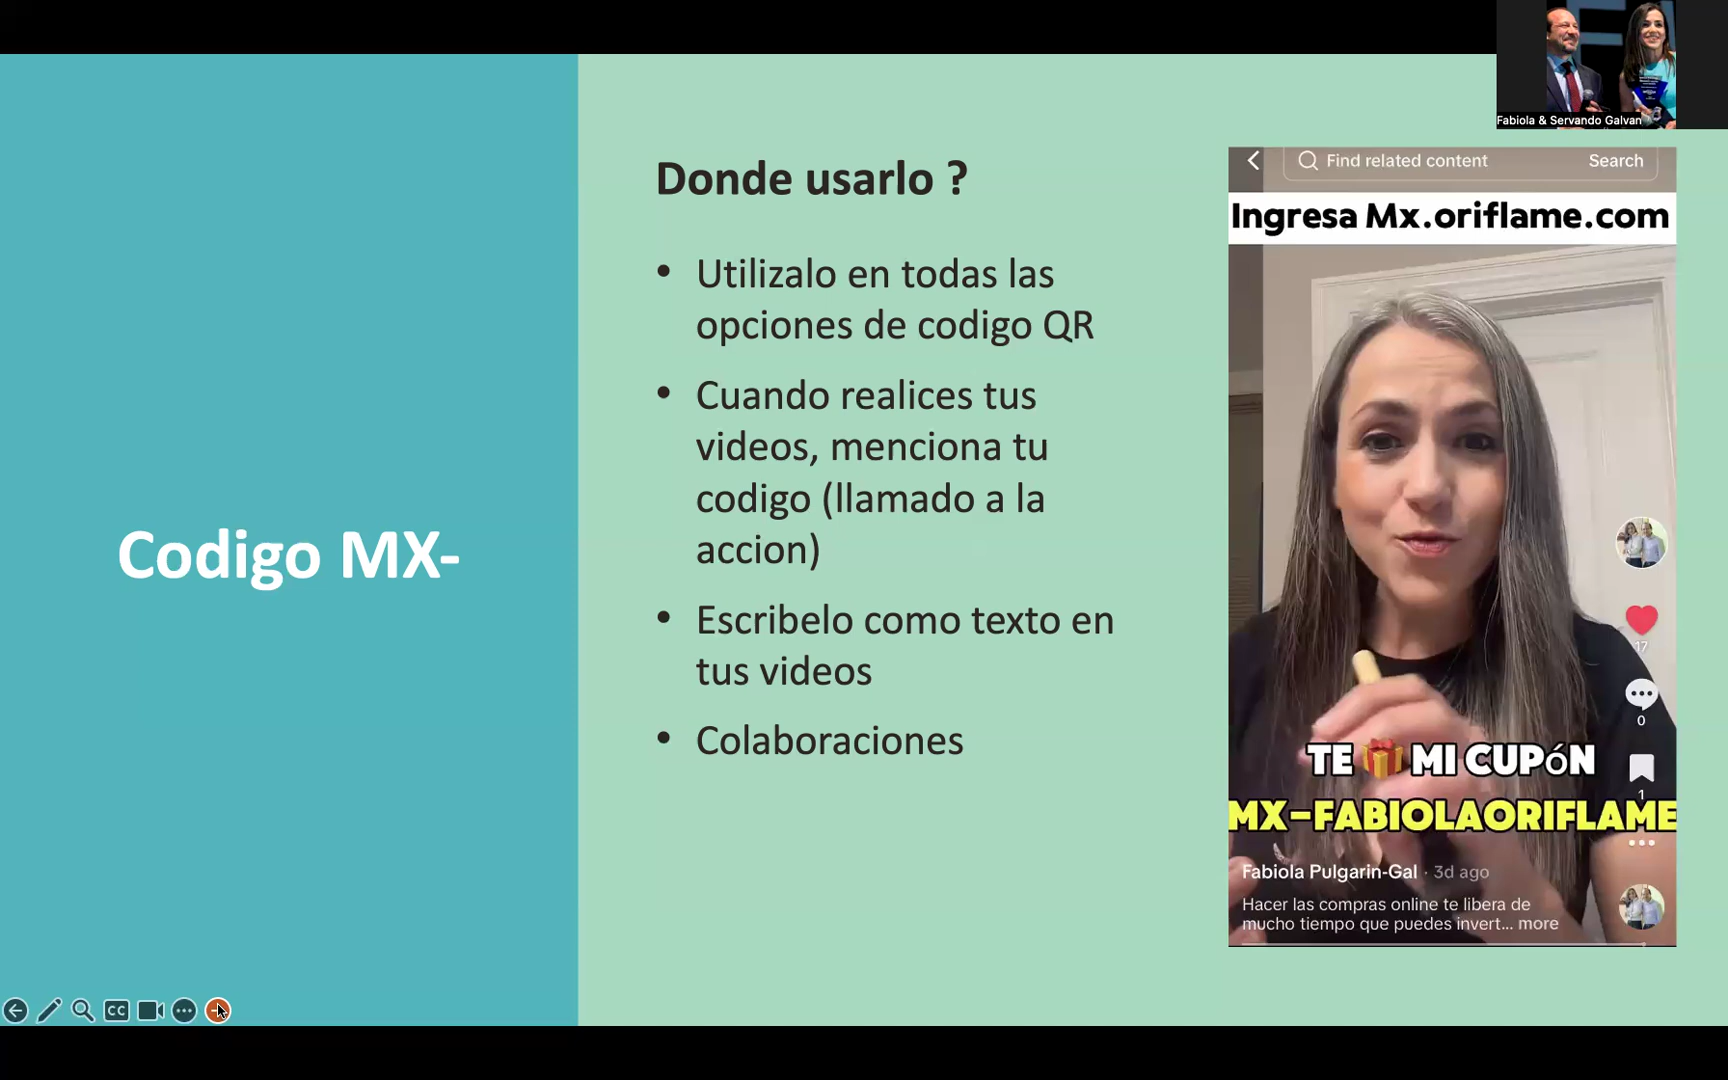 Fabiola & Servando Galvan
Codigo MX-
Donde usarlo ?
• Utilizalo en todas las
opciones de codigo QR
• Cuando realices tus
videos, menciona tu
codigo (llamado a la
accion)
• Escribelo como texto en
tus videos
• Colaboraciones
Find related content Search
Ingresa Mx.oriflame.com
17
0
1
TE 🎁 MI CUPóN
MX-FABIOLAORIFLAME
Fabiola Pulgarin-Gal · 3d ago
Hacer las compras online te libera de
mucho tiempo que puedes invert... more
CC